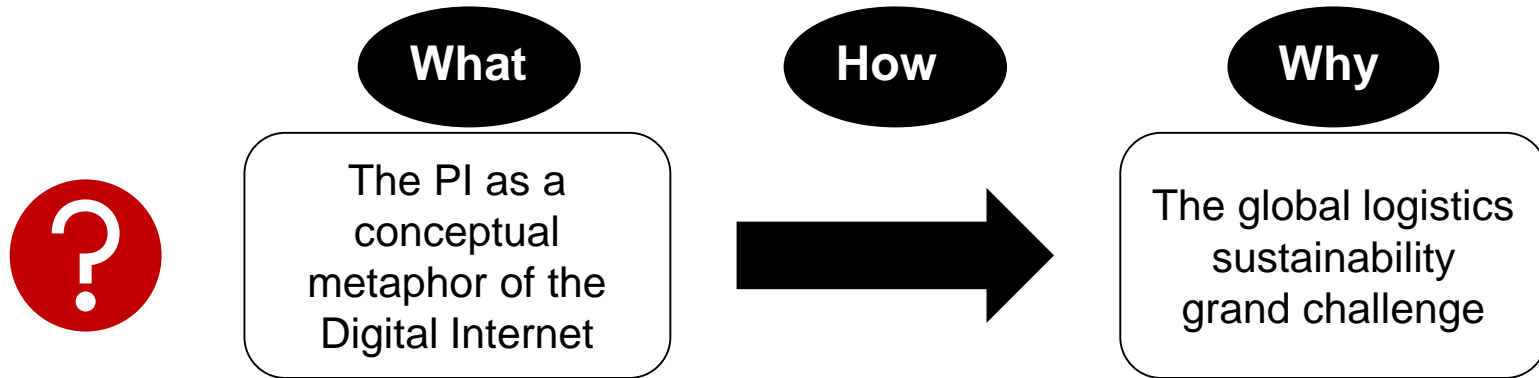 What
How
Why
?
The PI as a
conceptual
metaphor of the
Digital Internet
The global logistics
sustainability
grand challenge